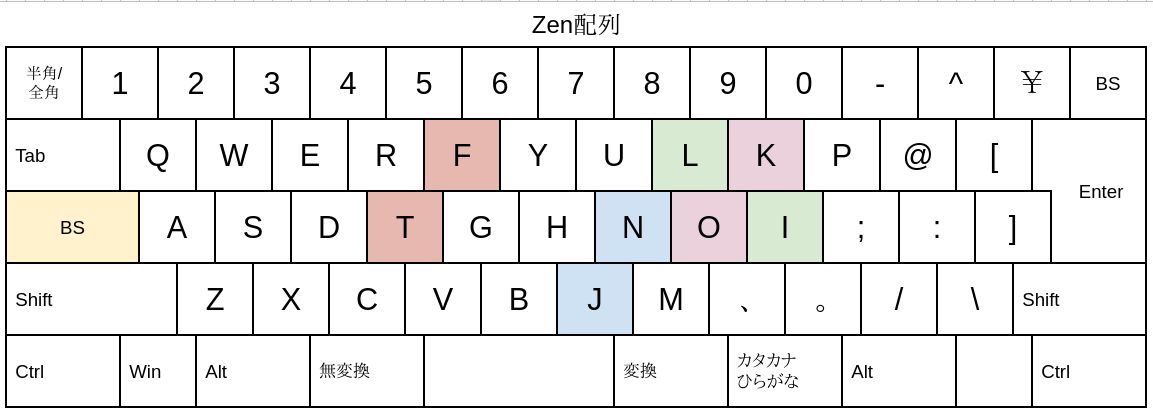 Zen配列
半角/
全角
1 2 3 4 5 6 7 8 9 0 - ^ ￥ BS
Tab Q W E R F Y U L K P @ [
Enter
BS A S D T G H N O I ; : ]
Shift Z X C V B J M 、 。 / \ Shift
Ctrl Win Alt 無変換 変換
カタカナ
ひらがな
Alt Ctrl